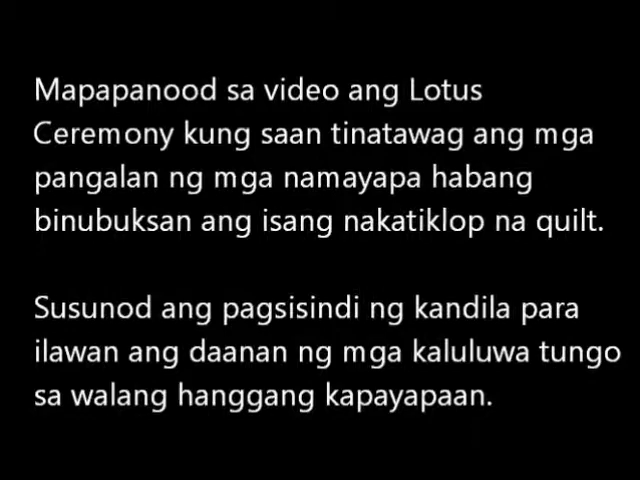 Mapapanood sa video ang Lotus
Ceremony kung saan tinatawag ang mga
pangalan ng mga namayapa habang
binubuksan ang isang nakatiklop na quilt.
Susunod ang pagsisindi ng kandila para
ilawan ang daanan ng mga kaluluwa tungo
sa walang hanggang kapayapaan.